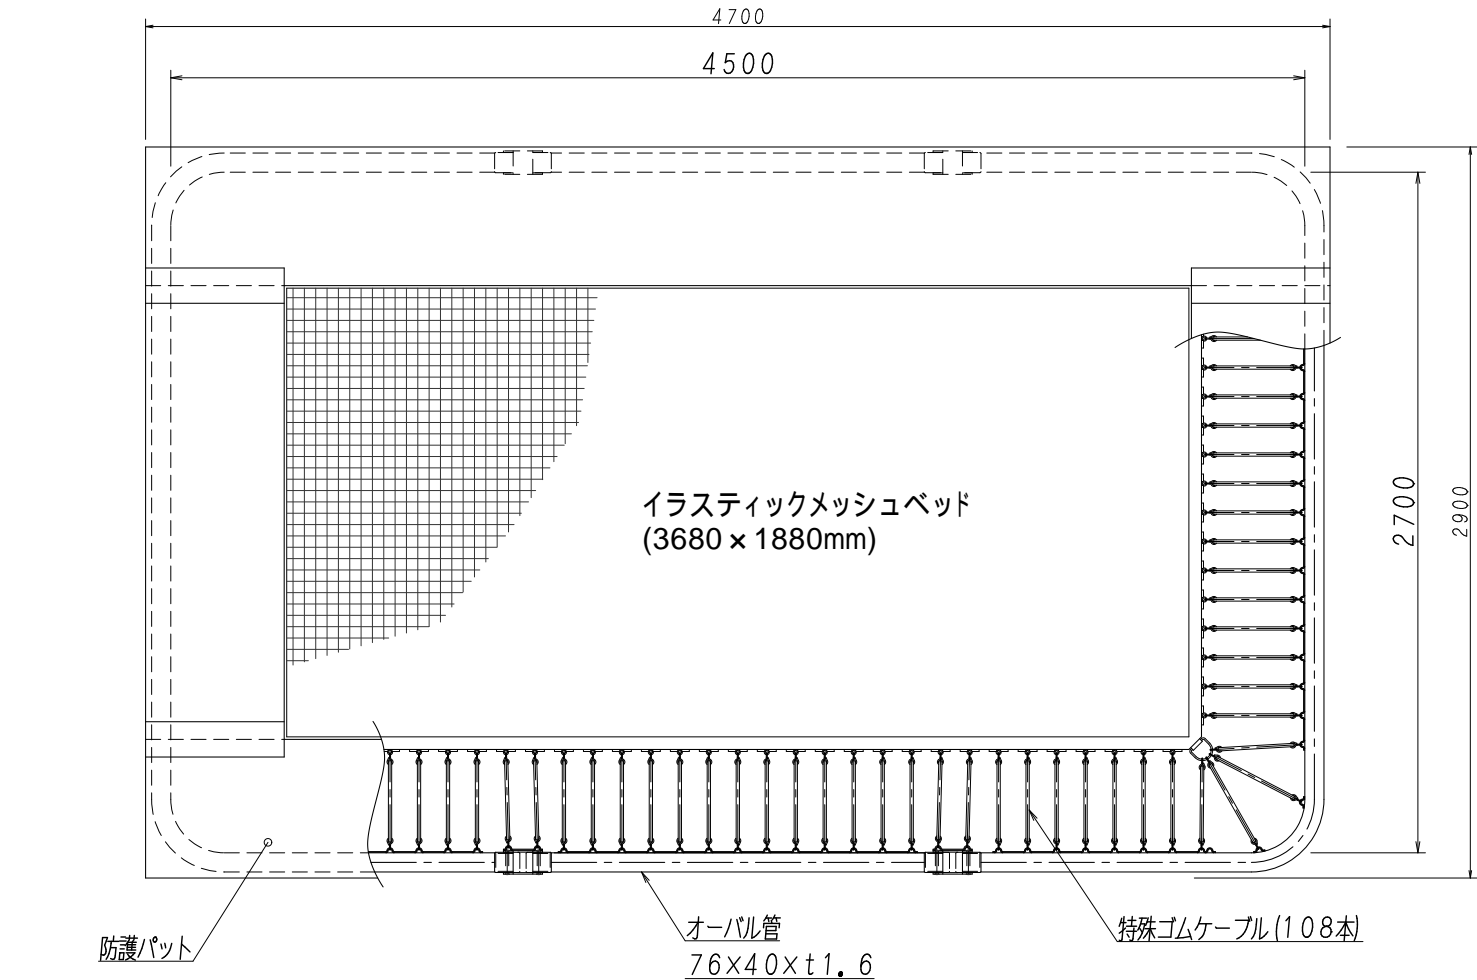 4700
4500
2700
2900
イラスティックメッシュベッド
(3680×1880mm)
防護パット
オーバル管
76×40×t1.6
特殊ゴムケーブル(108本)